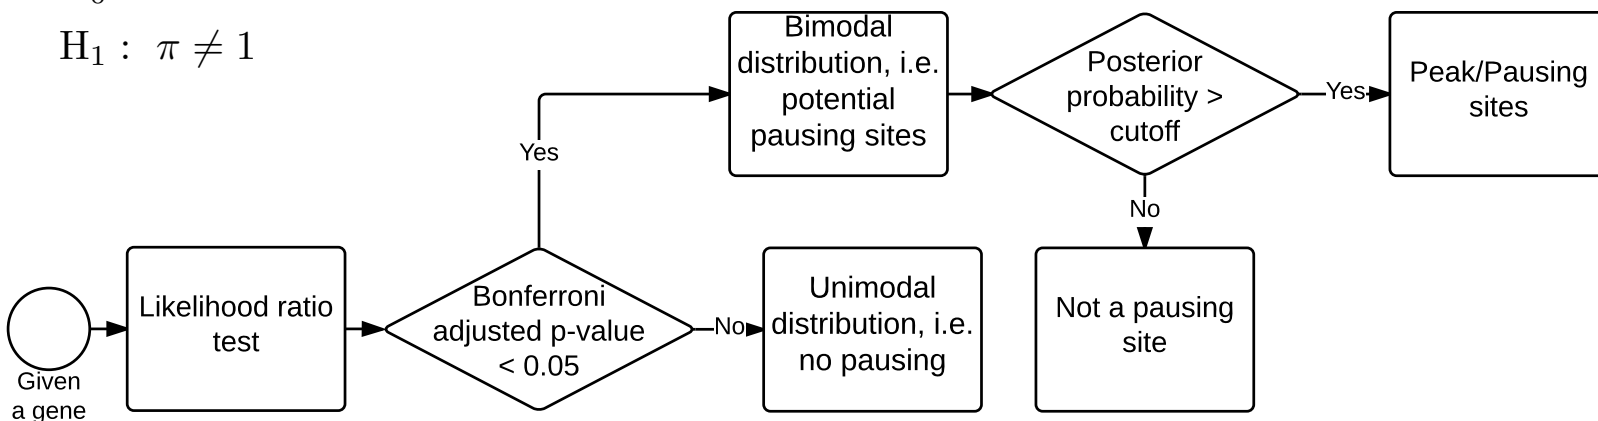 H₁ : π ≠ 1
Given
a gene
Likelihood ratio
test
Bonferroni
adjusted p-value
< 0.05
Yes
No
Unimodal
distribution, i.e.
no pausing
Bimodal
distribution, i.e.
potential
pausing sites
Posterior
probability >
cutoff
Yes
No
Peak/Pausing
sites
Not a pausing
site